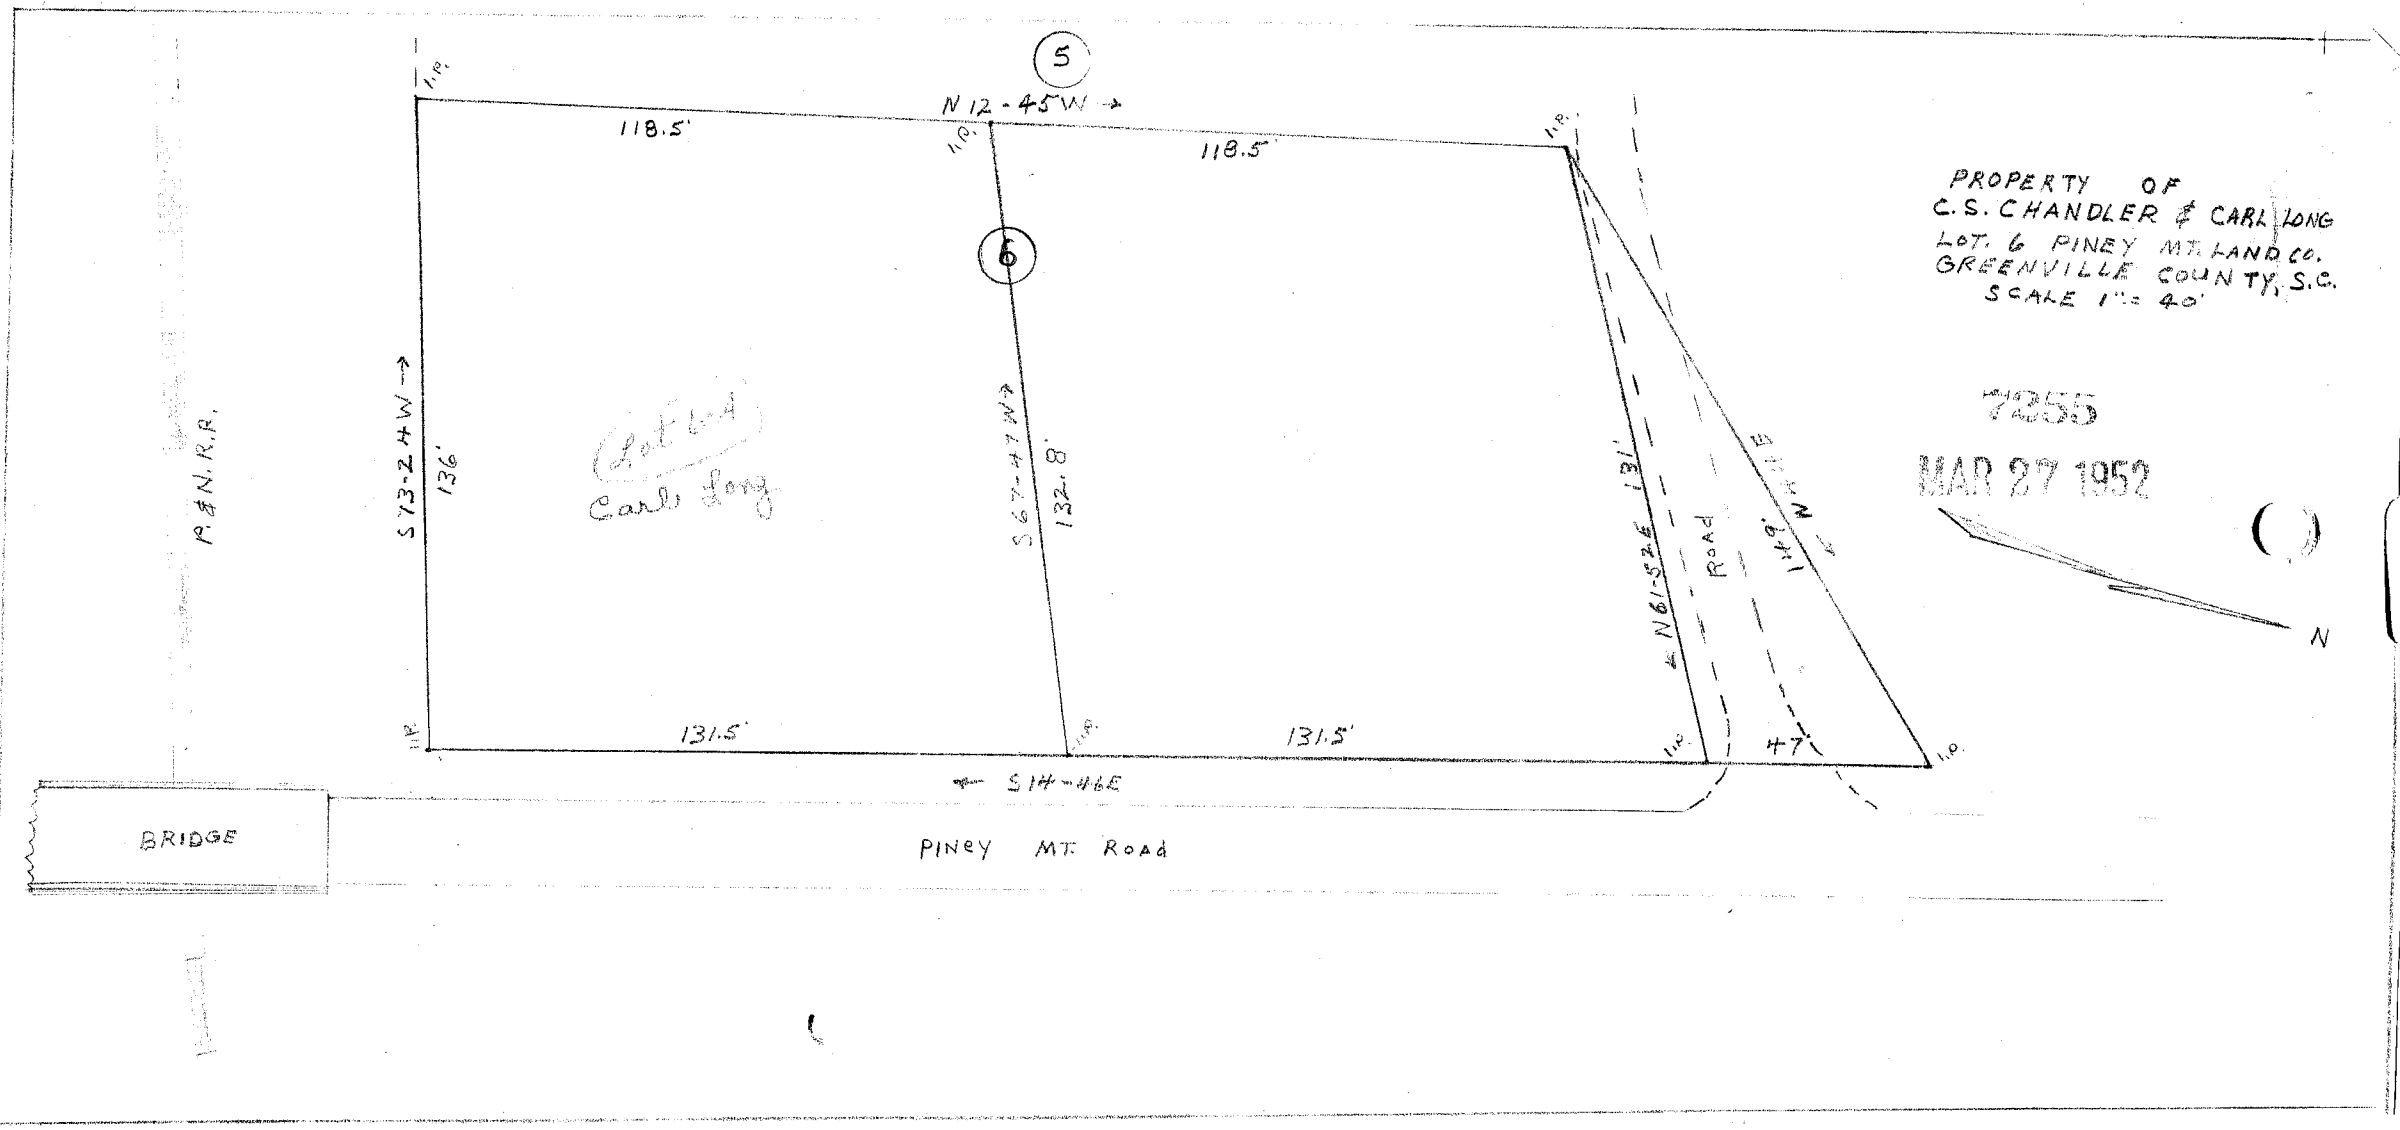 5
I.P.
N 12 - 45 W →
118.5'
I.P.
118.5'
I.P.
PROPERTY OF
C.S. CHANDLER & CARL LONG
LOT. 6 PINEY MT. LAND CO.
GREENVILLE COUNTY, S.C.
SCALE 1" = 40'
6
7255
MAR 27 1952
N
P. & N. R.R.
S 73 - 24 W →
136'
(Lot 6-A)
Carl Long
S 67 - 47 W →
132.8'
131'
← N 61 - 52 E
ROAD
149'
I.P.
131.5'
I.P.
131.5'
I.P.
47'
I.P.
← S 14 - 46 E
BRIDGE
PINEY MT. ROAD